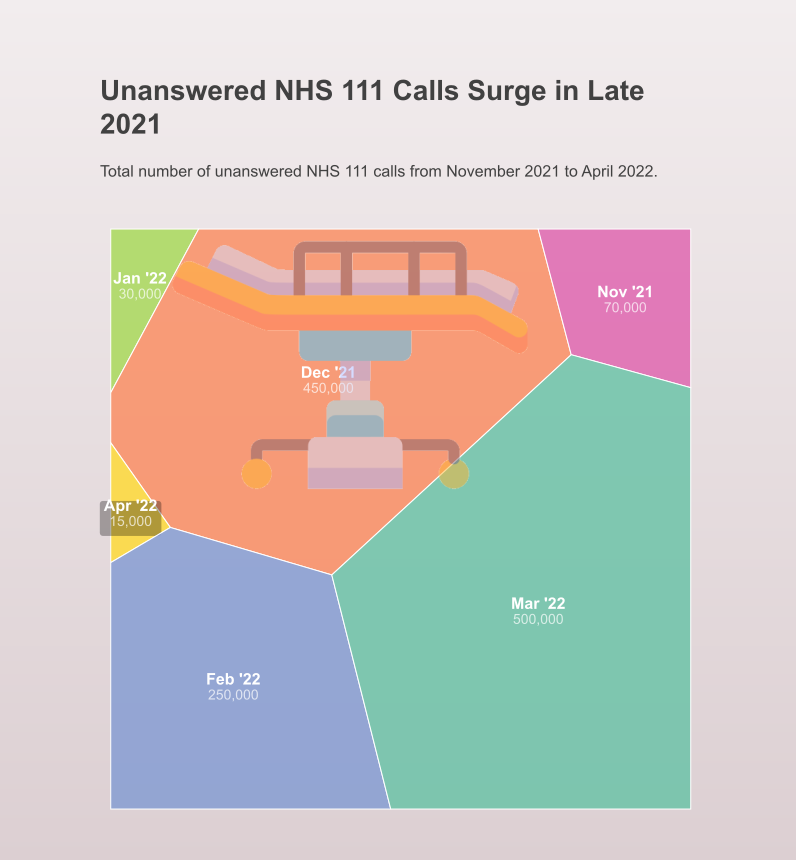 Unanswered NHS 111 Calls Surge in Late
2021
Total number of unanswered NHS 111 calls from November 2021 to April 2022.
Jan '22
30,000
Nov '21
70,000
Dec '21
450,000
Apr '22
15,000
Mar '22
500,000
Feb '22
250,000